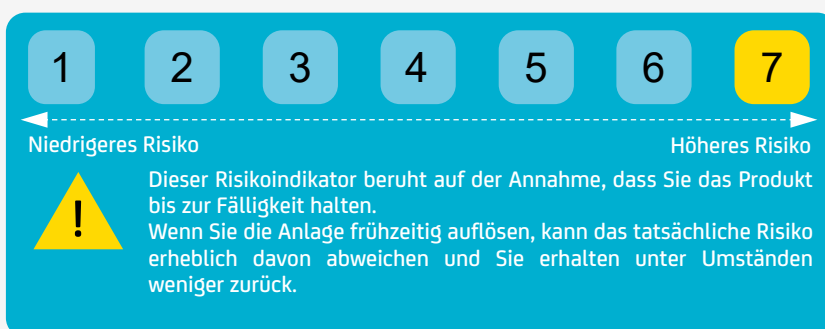 1 2 3 4 5 6 7
Niedrigeres Risiko Höheres Risiko
!
Dieser Risikoindikator beruht auf der Annahme, dass Sie das Produkt
bis zur Fälligkeit halten.
Wenn Sie die Anlage frühzeitig auflösen, kann das tatsächliche Risiko
erheblich davon abweichen und Sie erhalten unter Umständen
weniger zurück.